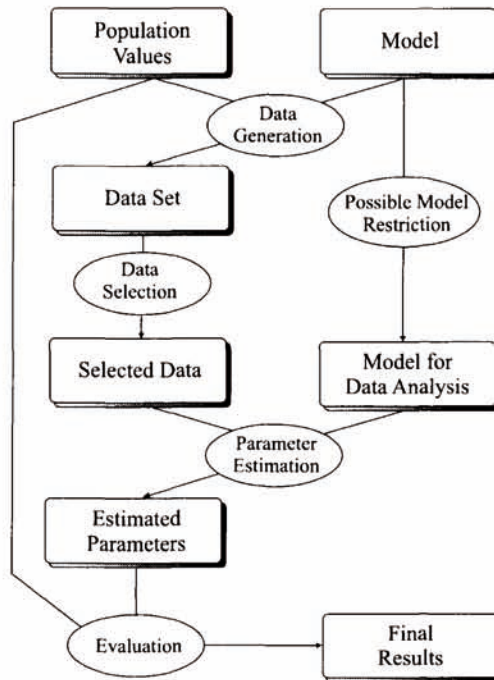 Population
Values
Model
Data
Generation
Data Set
Possible Model
Restriction
Data
Selection
Selected Data
Model for
Data Analysis
Parameter
Estimation
Estimated
Parameters
Evaluation
Final
Results